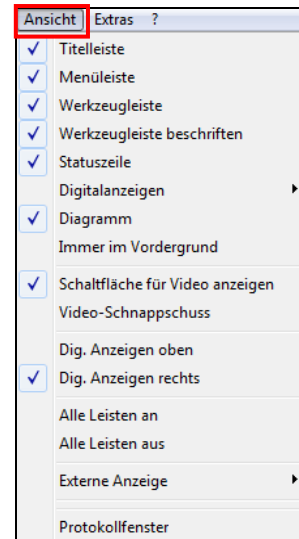 Ansicht Extras ?
Titelleiste
Menüleiste
Werkzeugleiste
Werkzeugleiste beschriften
Statuszeile
Digitalanzeigen
Diagramm
Immer im Vordergrund
Schaltfläche für Video anzeigen
Video-Schnappschuss
Dig. Anzeigen oben
Dig. Anzeigen rechts
Alle Leisten an
Alle Leisten aus
Externe Anzeige
Protokollfenster